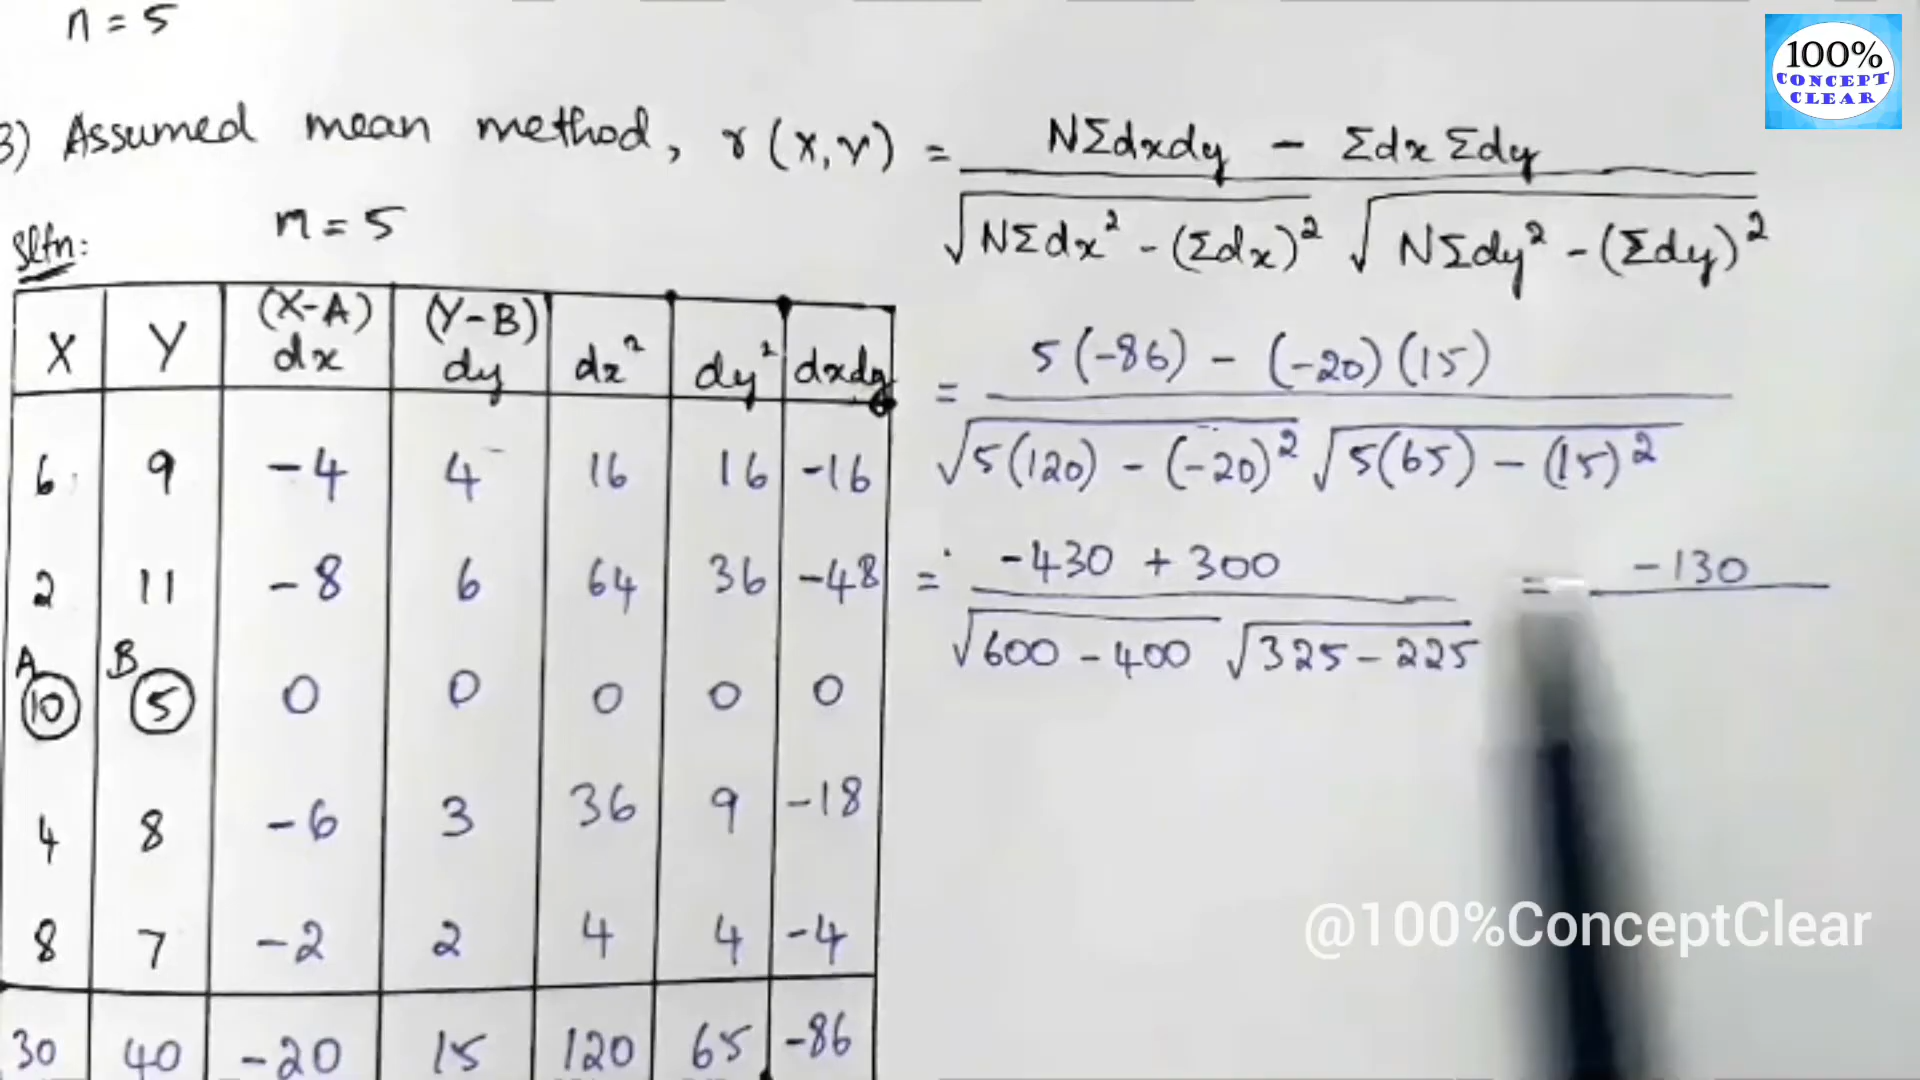 n = 5
100%
CONCEPT
CLEAR
3) Assumed mean method, r(X,Y) = NΣdxdy - Σdx Σdy
√NΣdx² - (Σdx)² √NΣdy² - (Σdy)²
n = 5
Sltn:
X Y (X-A) dx (Y-B) dy dx² dy² dxdy
= 5(-86) - (-20)(15)
√5(120) - (-20)² √5(65) - (15)²
6 9 -4 4 16 16 -16
2 11 -8 6 64 36 -48
= -430 + 300 = -130
√600 - 400 √325 - 225
A 10 B 5 0 0 0 0 0
4 8 -6 3 36 9 -18
8 7 -2 2 4 4 -4
30 40 -20 15 120 65 -86
@100%ConceptClear